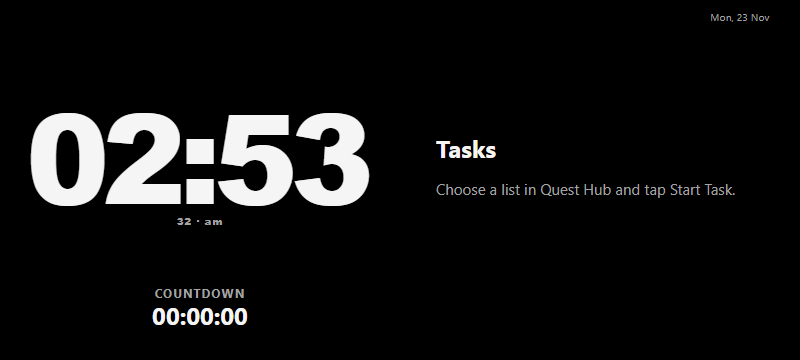 Mon, 23 Nov
02:53
32 · am
COUNTDOWN
00:00:00
Tasks
Choose a list in Quest Hub and tap Start Task.